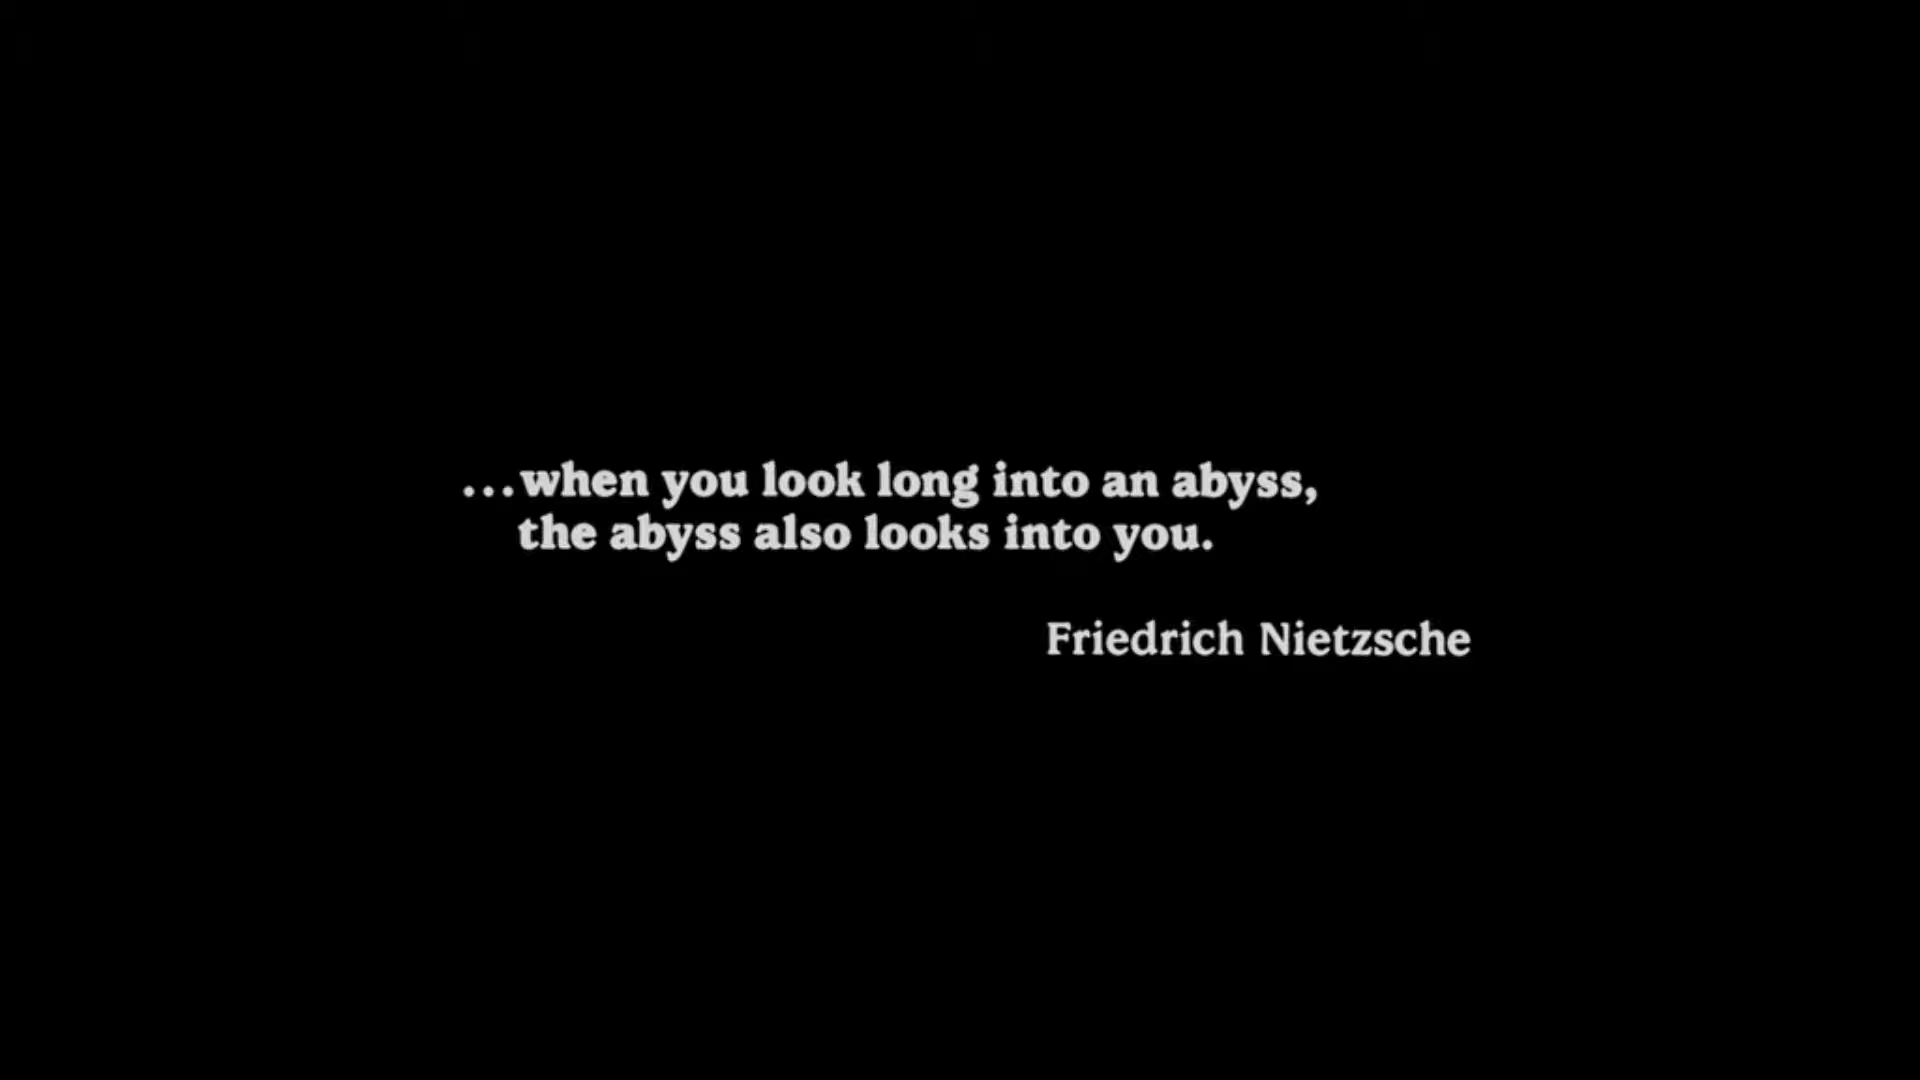 ...when you look long into an abyss,
the abyss also looks into you.
Friedrich Nietzsche